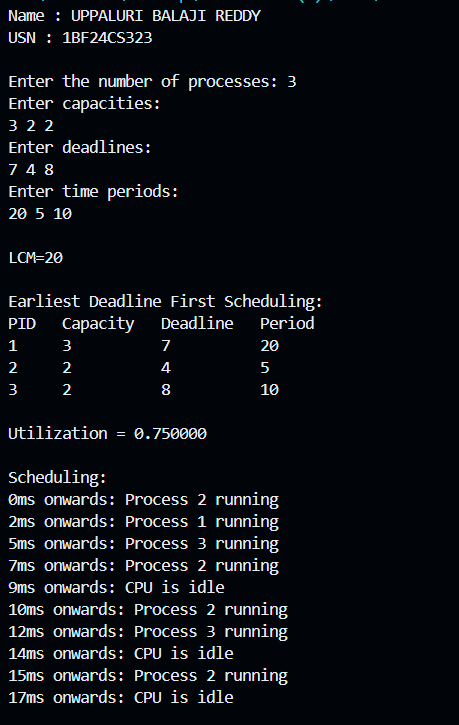 Name : UPPALURI BALAJI REDDY
USN : 1BF24CS323
Enter the number of processes: 3
Enter capacities:
3 2 2
Enter deadlines:
7 4 8
Enter time periods:
20 5 10
LCM=20
Earliest Deadline First Scheduling:
PID Capacity Deadline Period
1 3 7 20
2 2 4 5
3 2 8 10
Utilization = 0.750000
Scheduling:
0ms onwards: Process 2 running
2ms onwards: Process 1 running
5ms onwards: Process 3 running
7ms onwards: Process 2 running
9ms onwards: CPU is idle
10ms onwards: Process 2 running
12ms onwards: Process 3 running
14ms onwards: CPU is idle
15ms onwards: Process 2 running
17ms onwards: CPU is idle